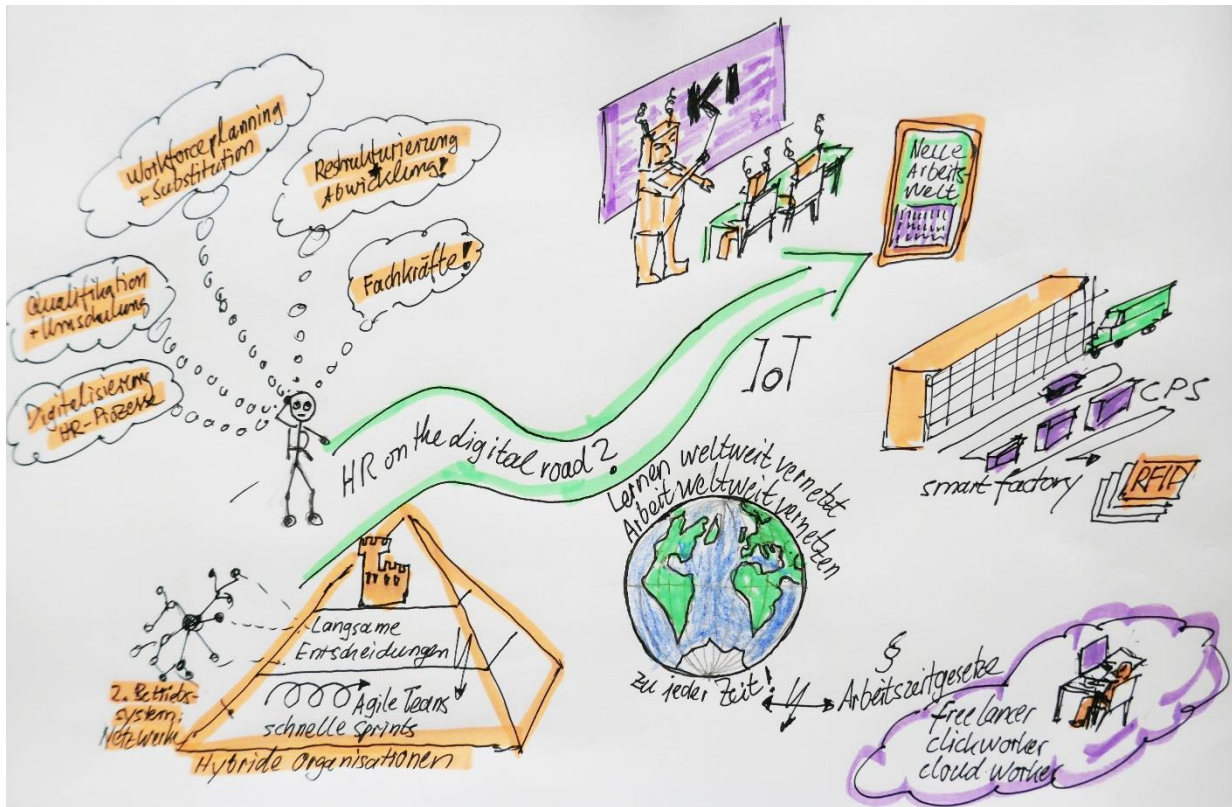 Workforceplanning
+ Substitution
Restrukturierung
Abwicklung!
Fachkräfte!
Qualifikation
+ Umschulung
Digitalisierung
HR-Prozesse
KI
Neue
Arbeits-
welt
HR on the digital road?
IoT
CPS
smart factory
RFID
Lernen weltweit vernetzt
Arbeit weltweit vernetzen
zu jeder Zeit!
§
Arbeitszeitgesetze
freelancer
clickworker
cloudworker
Langsame
Entscheidungen
Agile Teams
schnelle Sprints
2. Betriebs-
system:
Netzwerk
Hybride Organisationen